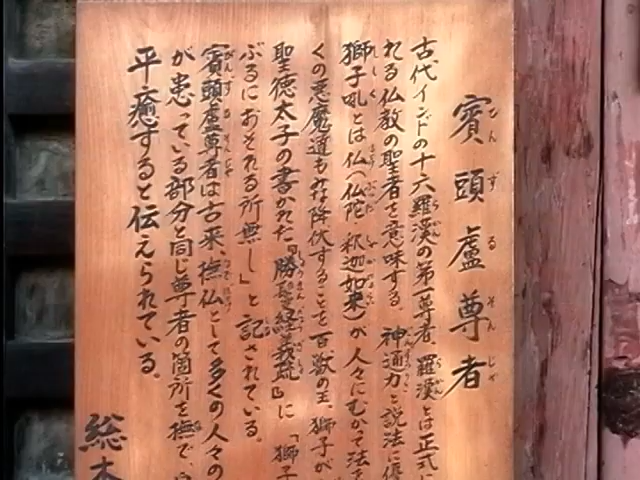 賓頭盧尊者
古代インドの十六羅漢の第一尊者、羅漢とは正式に
れる仏教の聖者を意味する。神通力と説法に優
獅子吼とは仏(仏陀・釈迦如来)が人々にむかって法を
くの悪魔達もみな降伏することを百獣の王、獅子が
聖徳太子の書かれた『勝鬘経義疏』に「獅子
ぶるにおそれる所無し」と記されている。
賓頭盧尊者は古来、撫仏として多くの人々の
が患っている部分と同じ尊者の箇所を撫で、
平癒すると伝えられている。
総本